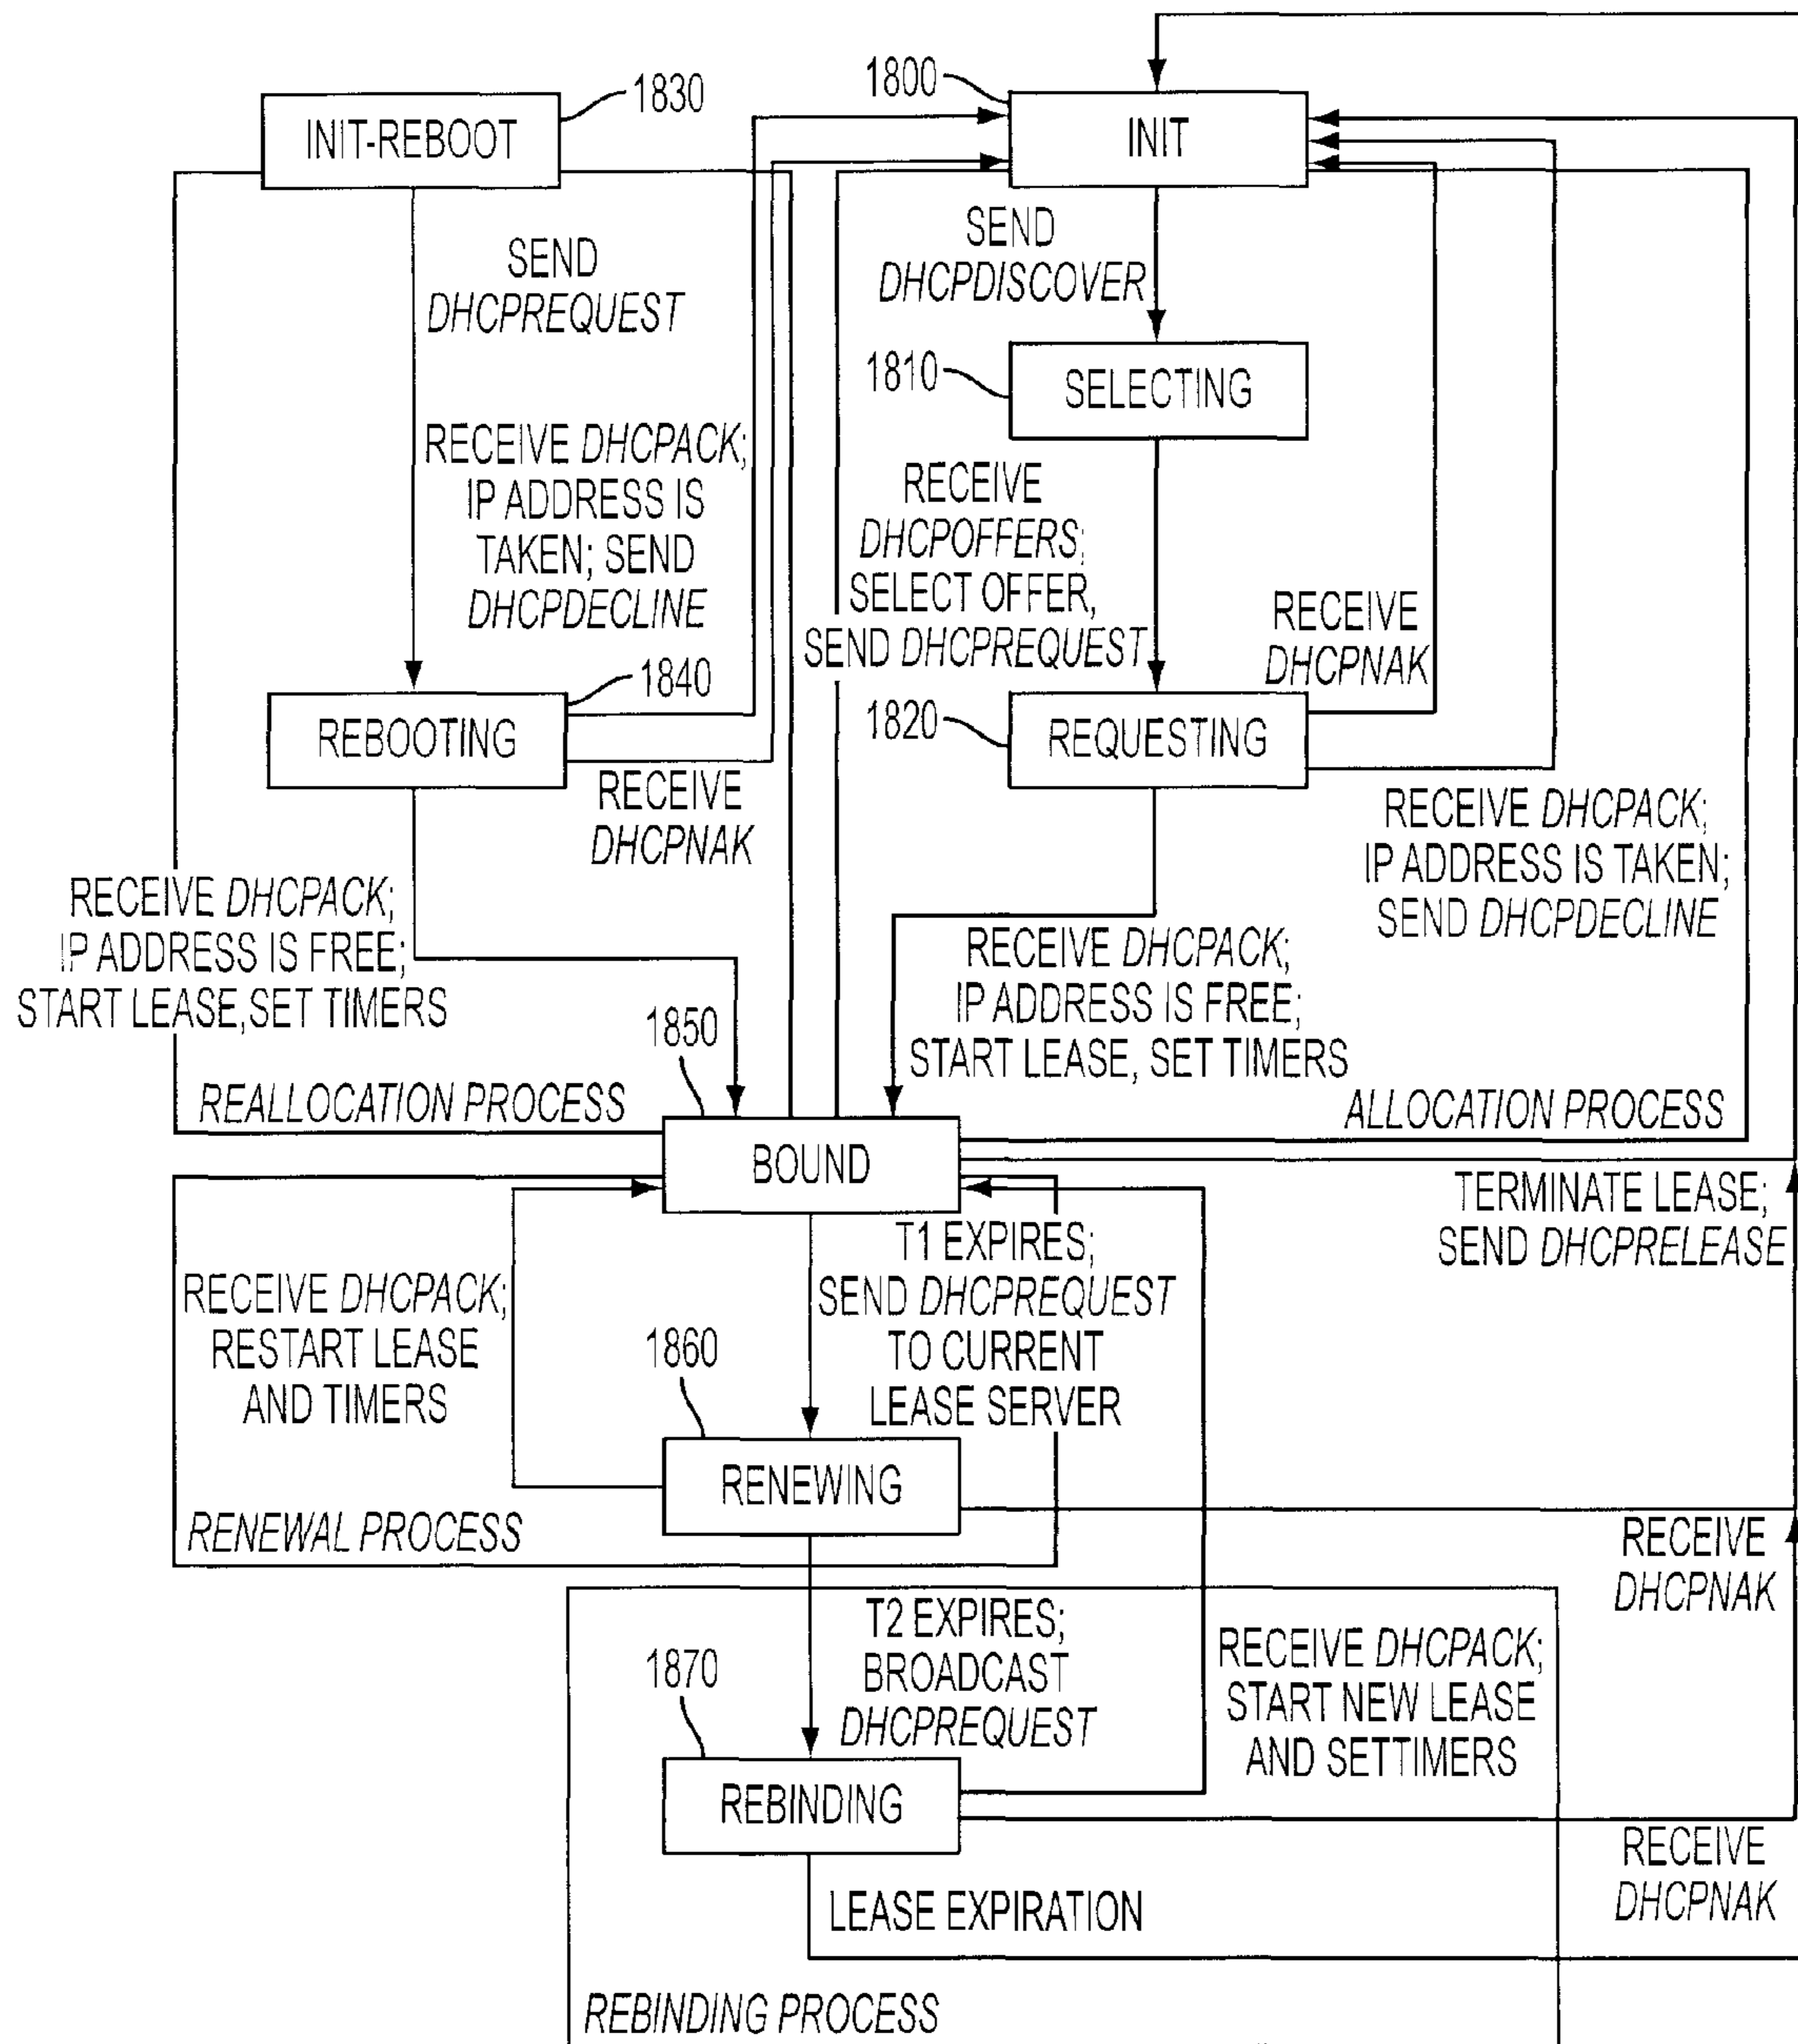 1830
INIT-REBOOT
1800
INIT
SEND
DHCPREQUEST
SEND
DHCPDISCOVER
1810
SELECTING
RECEIVE DHCPACK;
IP ADDRESS IS
TAKEN; SEND
DHCPDECLINE
RECEIVE
DHCPOFFERS;
SELECT OFFER,
SEND DHCPREQUEST
RECEIVE
DHCPNAK
1840
REBOOTING
1820
REQUESTING
RECEIVE
DHCPNAK
RECEIVE DHCPACK;
IP ADDRESS IS TAKEN;
SEND DHCPDECLINE
RECEIVE DHCPACK;
IP ADDRESS IS FREE;
START LEASE,SET TIMERS
RECEIVE DHCPACK;
IP ADDRESS IS FREE;
START LEASE, SET TIMERS
1850
REALLOCATION PROCESS
ALLOCATION PROCESS
BOUND
TERMINATE LEASE;
SEND DHCPRELEASE
T1 EXPIRES;
SEND DHCPREQUEST
TO CURRENT
LEASE SERVER
RECEIVE DHCPACK;
RESTART LEASE
AND TIMERS
1860
RENEWING
RENEWAL PROCESS
RECEIVE
DHCPNAK
T2 EXPIRES;
BROADCAST
DHCPREQUEST
RECEIVE DHCPACK;
START NEW LEASE
AND SETTIMERS
1870
REBINDING
RECEIVE
DHCPNAK
LEASE EXPIRATION
REBINDING PROCESS